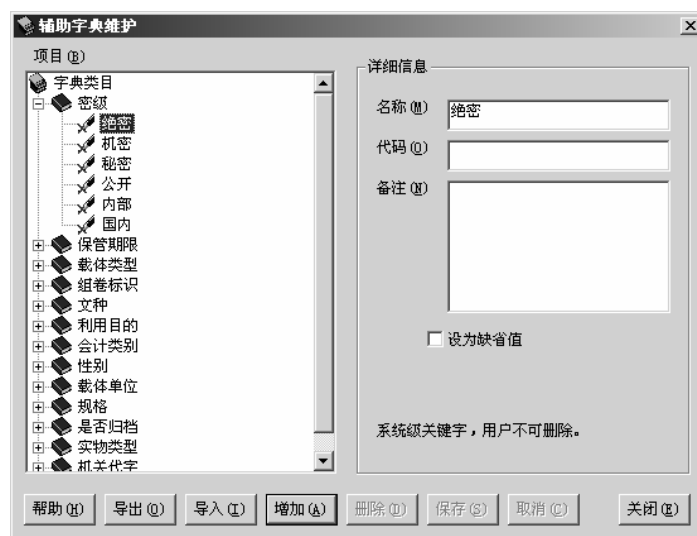 辅助字典维护
项目(B)
字典类目
密级
绝密
机密
秘密
公开
内部
国内
保管期限
载体类型
组卷标识
文种
利用目的
会计类别
性别
载体单位
规格
是否归档
实物类型
机关代字
详细信息
名称(M)
绝密
代码(O)
备注(N)
设为缺省值
系统级关键字，用户不可删除。
帮助(H) 导出(O) 导入(I) 增加(A) 删除(D) 保存(S) 取消(C) 关闭(E)